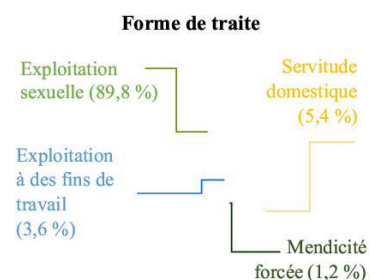 Forme de traite
Exploitation
sexuelle (89,8 %)
Servitude
domestique
(5,4 %)
Exploitation
à des fins de
travail
(3,6 %)
Mendicité
forcée (1,2 %)